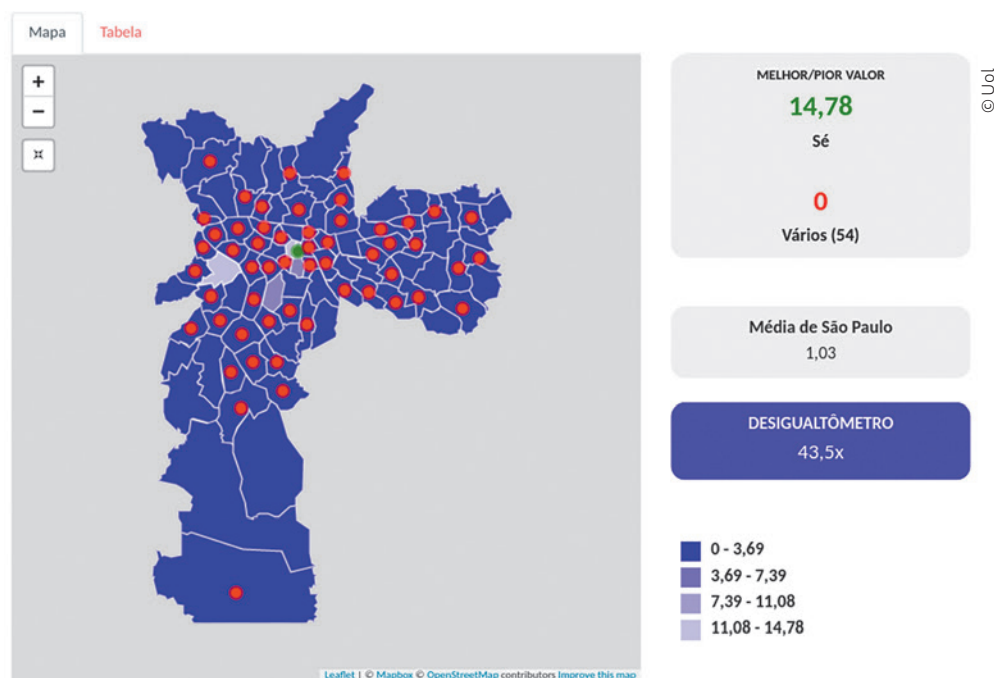 Mapa Tabela
+
−
MELHOR/PIOR VALOR
14,78
Sé
0
Vários (54)
© Uol
Média de São Paulo
1,03
DESIGUALTÔMETRO
43,5x
0 - 3,69
3,69 - 7,39
7,39 - 11,08
11,08 - 14,78
Leaflet | © Mapbox © OpenStreetMap contributors Improve this map